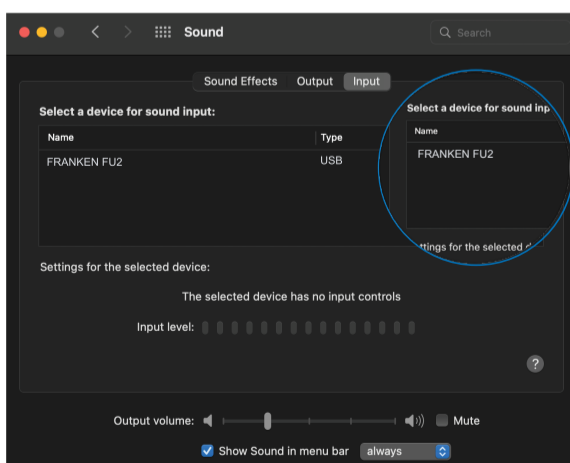 Sound
Search
Sound Effects Output Input
Select a device for sound input:
Name Type
FRANKEN FU2 USB
Select a device for sound inp
Name
FRANKEN FU2
ttings for the selected d
Settings for the selected device:
The selected device has no input controls
Input level:
?
Output volume: Mute
Show Sound in menu bar always